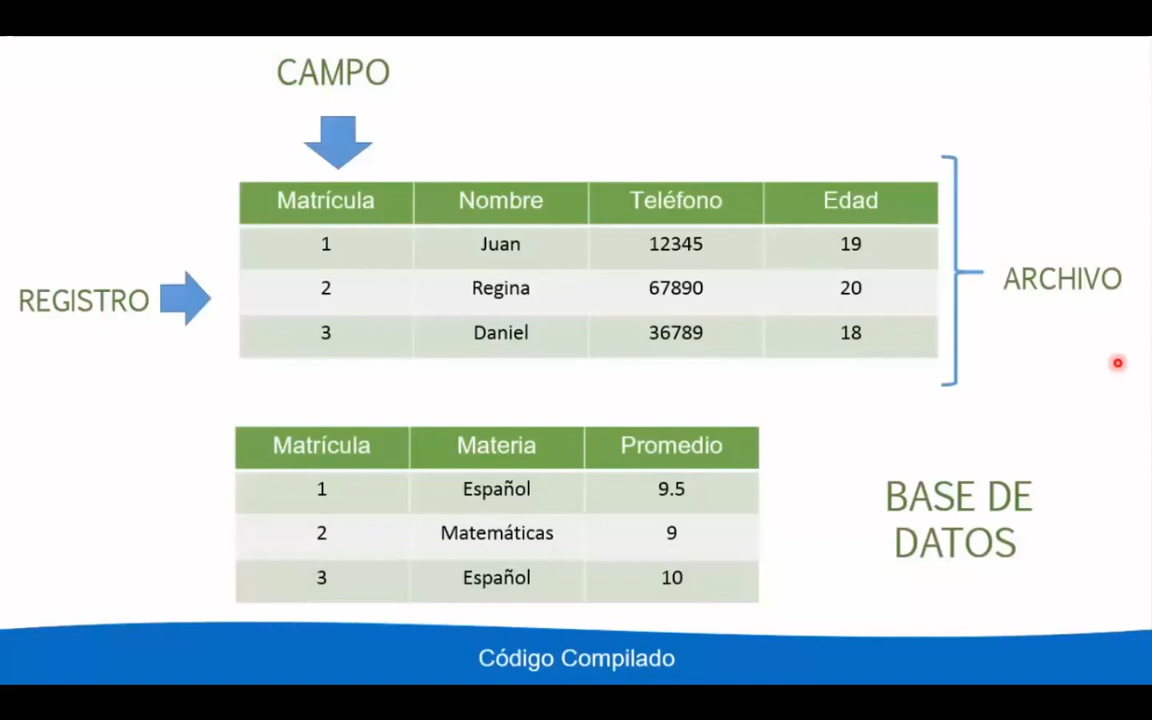 CAMPO
Matrícula Nombre Teléfono Edad
1 Juan 12345 19
REGISTRO 2 Regina 67890 20 ARCHIVO
3 Daniel 36789 18
Matrícula Materia Promedio
1 Español 9.5
2 Matemáticas 9
3 Español 10
BASE DE
DATOS
Código Compilado